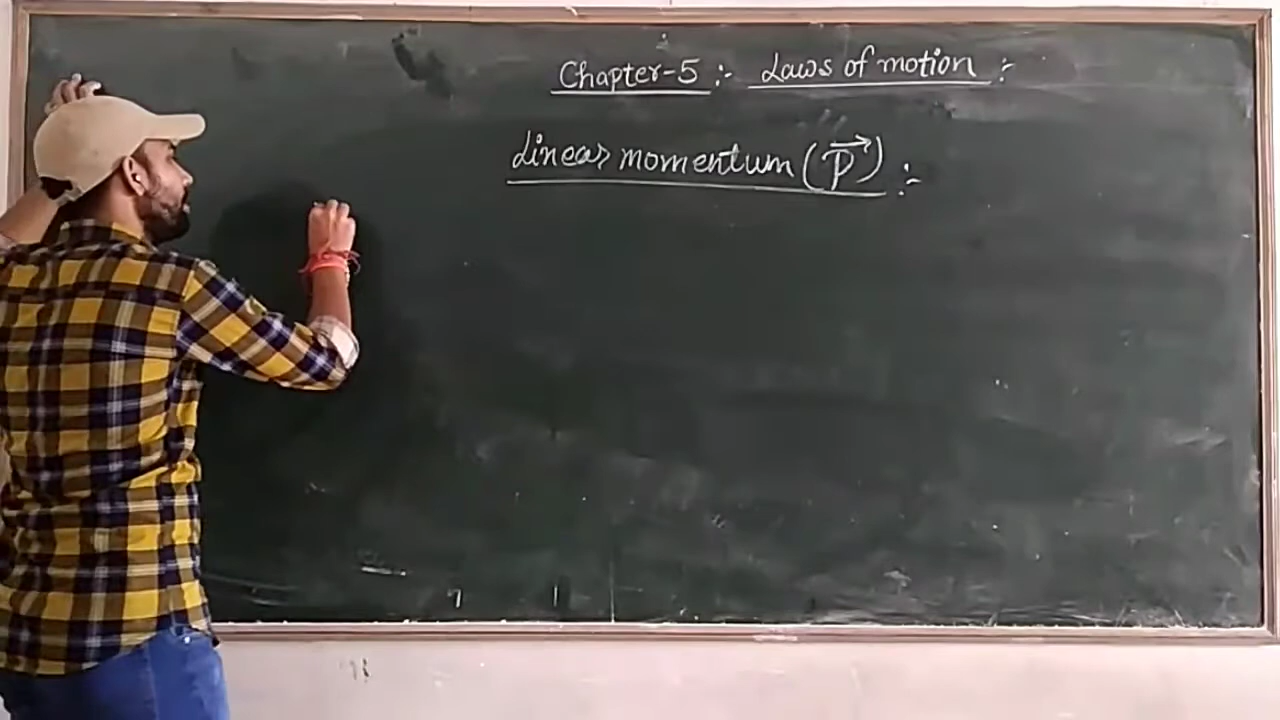 Chapter-5 :- Laws of motion :-
Linear momentum (p⃗) :-